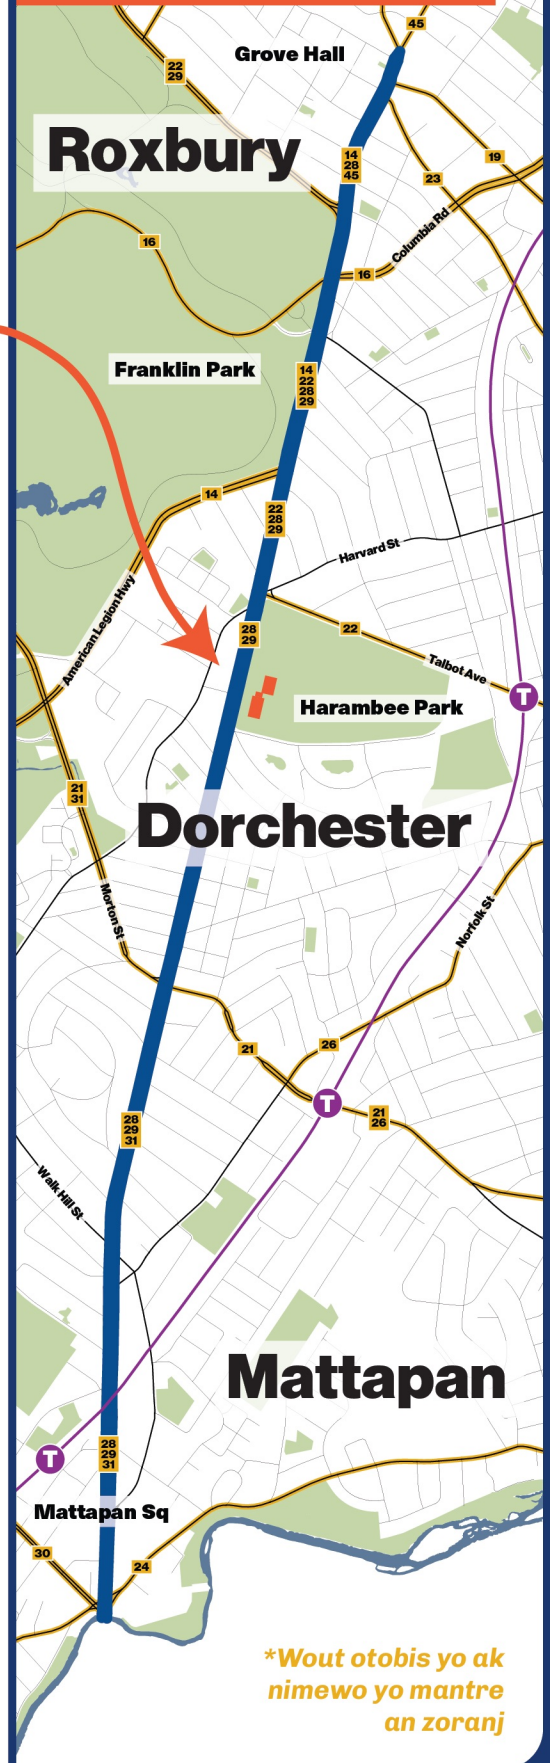 45
Grove Hall
22
29
Roxbury
14
28
45
19
23
Columbia Rd
16
16
Franklin Park
14
22
28
29
14
22
28
29
Harvard St
American Legion Hwy
28
29
22
Talbot Ave
T
Harambee Park
21
31
Dorchester
Morton St
Norfolk St
21
26
T
21
26
28
29
31
Walk Hill St
Mattapan
28
29
31
T
Mattapan Sq
30
24
*Wout otobis yo ak
nimewo yo mantre
an zoranj